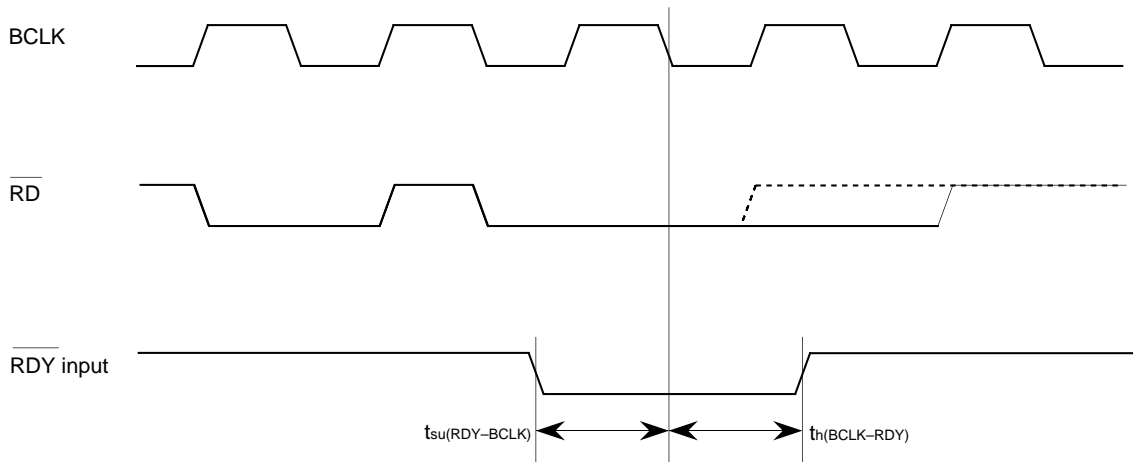 BCLK
RD
RDY input
tsu(RDY–BCLK)
th(BCLK–RDY)